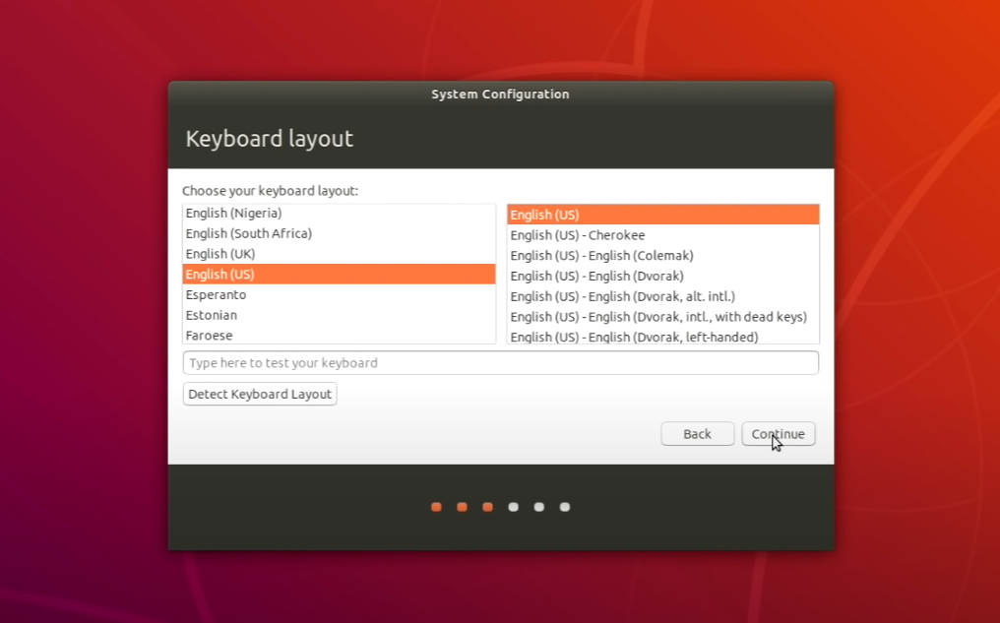 System Configuration
Keyboard layout
Choose your keyboard layout:
English (Nigeria)
English (South Africa)
English (UK)
English (US)
Esperanto
Estonian
Faroese
English (US)
English (US) - Cherokee
English (US) - English (Colemak)
English (US) - English (Dvorak)
English (US) - English (Dvorak, alt. intl.)
English (US) - English (Dvorak, intl., with dead keys)
English (US) - English (Dvorak, left-handed)
Type here to test your keyboard
Detect Keyboard Layout
Back Continue